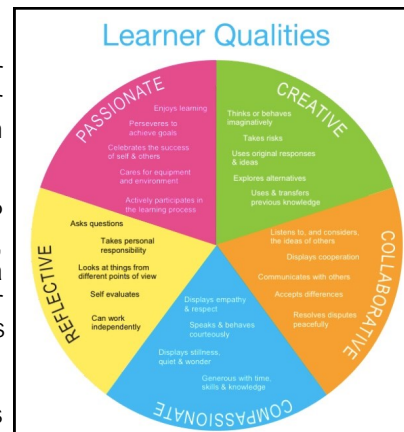 Learner Qualities
PASSIONATE
Enjoys learning
Perseveres to
achieve goals
Celebrates the success
of self & others
Cares for equipment
and environment
Actively participates in
the learning process
CREATIVE
Thinks or behaves
imaginatively
Takes risks
Uses original responses
& ideas
Explores alternatives
Uses & transfers
previous knowledge
COLLABORATIVE
Listens to, and considers,
the ideas of others
Displays cooperation
Communicates with others
Accepts differences
Resolves disputes
peacefully
COMPASSIONATE
Displays empathy
& respect
Speaks & behaves
courteously
Displays stillness,
quiet & wonder
Generous with time,
skills & knowledge
REFLECTIVE
Asks questions
Takes personal
responsibility
Looks at things from
different points of view
Self evaluates
Can work
independently